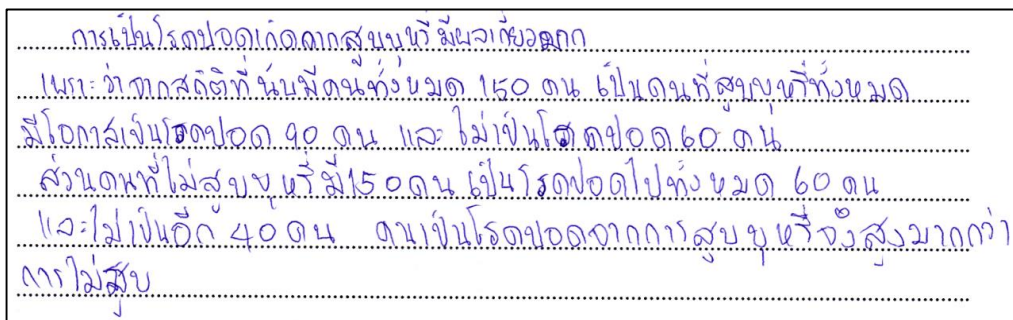 การเป็นโรคปอดเกิดจากสูบบุหรี่มีผลเกี่ยวมาก
เพราะว่าจากสถิติที่นับมีคนทั้งหมด 150 คน เป็นคนที่สูบบุหรี่ทั้งหมด
มีโอกาสเป็นโรคปอด 90 คน และ ไม่เป็นโรคปอด 60 คน
ส่วนคนที่ไม่สูบบุหรี่ มี 150 คน เป็นโรคปอดไปทั้งหมด 60 คน
และไม่เป็นอีก 40 คน คนเป็นโรคปอดจากการสูบบุหรี่จึงสูงมากกว่า
การไม่สูบ